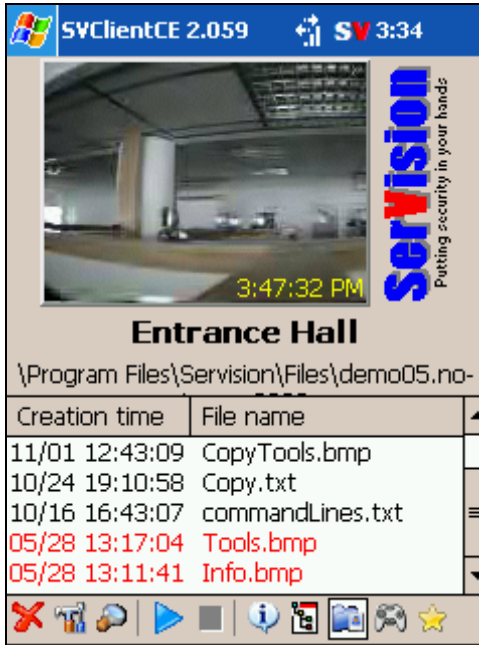 SVClientCE 2.059 SV 3:34
SerVision
Putting security in your hands
3:47:32 PM
Entrance Hall
\Program Files\Servision\Files\demo05.no-
Creation time File name
11/01 12:43:09 CopyTools.bmp
10/24 19:10:58 Copy.txt
10/16 16:43:07 commandLines.txt
05/28 13:17:04 Tools.bmp
05/28 13:11:41 Info.bmp